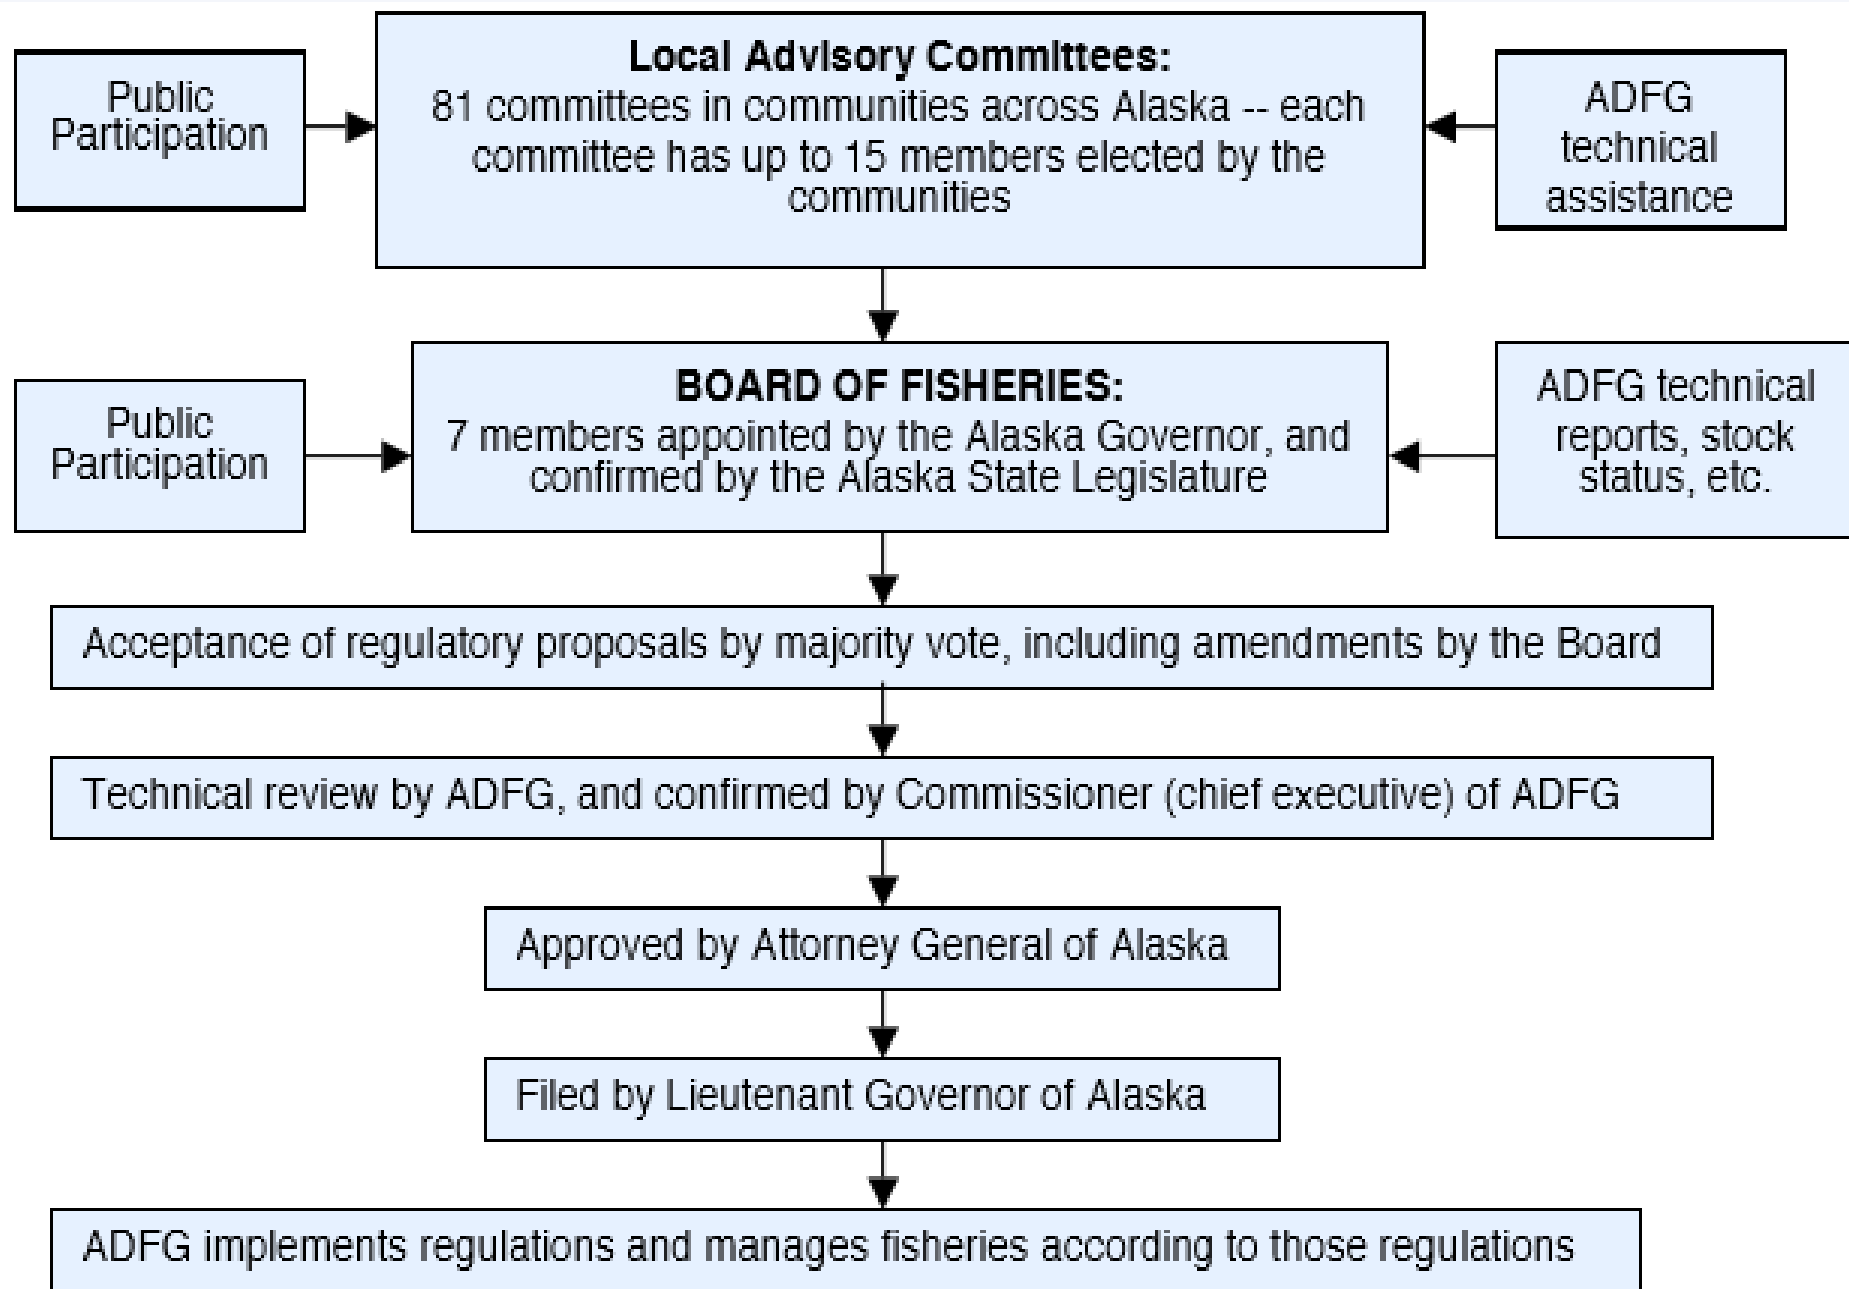 Public
Participation
Local Advisory Committees:
81 committees in communities across Alaska -- each
committee has up to 15 members elected by the
communities
ADFG
technical
assistance
Public
Participation
BOARD OF FISHERIES:
7 members appointed by the Alaska Governor, and
confirmed by the Alaska State Legislature
ADFG technical
reports, stock
status, etc.
Acceptance of regulatory proposals by majority vote, including amendments by the Board
Technical review by ADFG, and confirmed by Commissioner (chief executive) of ADFG
Approved by Attorney General of Alaska
Filed by Lieutenant Governor of Alaska
ADFG implements regulations and manages fisheries according to those regulations